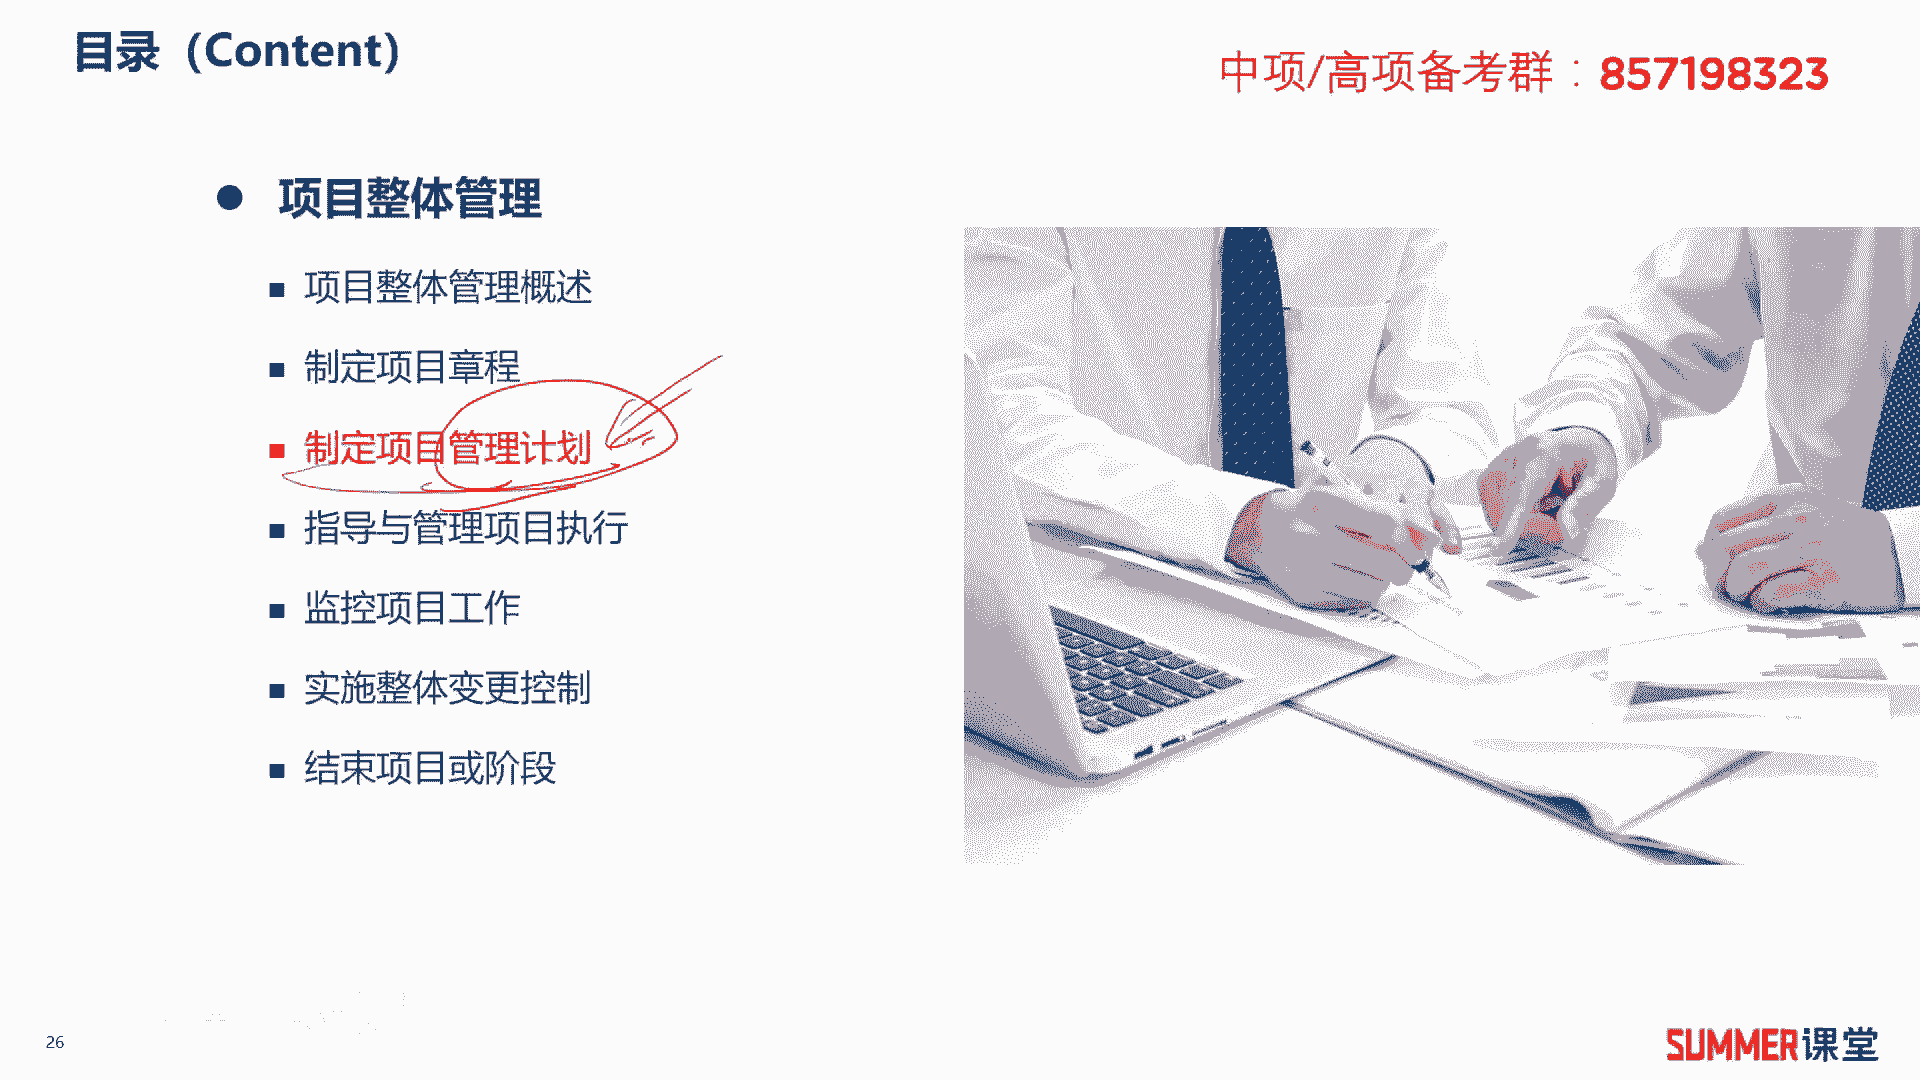 目录（Content）
中项/高项备考群：857198323
项目整体管理
项目整体管理概述
制定项目章程
制定项目管理计划
指导与管理项目执行
监控项目工作
实施整体变更控制
结束项目或阶段
26
SUMMER课堂